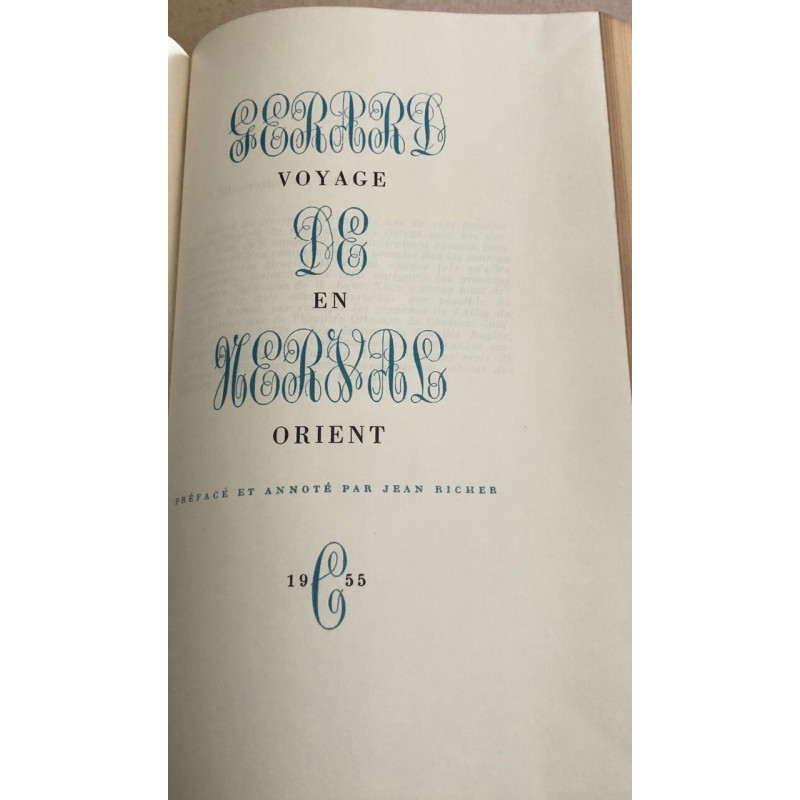 GERARD
VOYAGE
DE
EN
NERVAL
ORIENT
PRÉFACÉ ET ANNOTÉ PAR JEAN RICHER
19 C 55